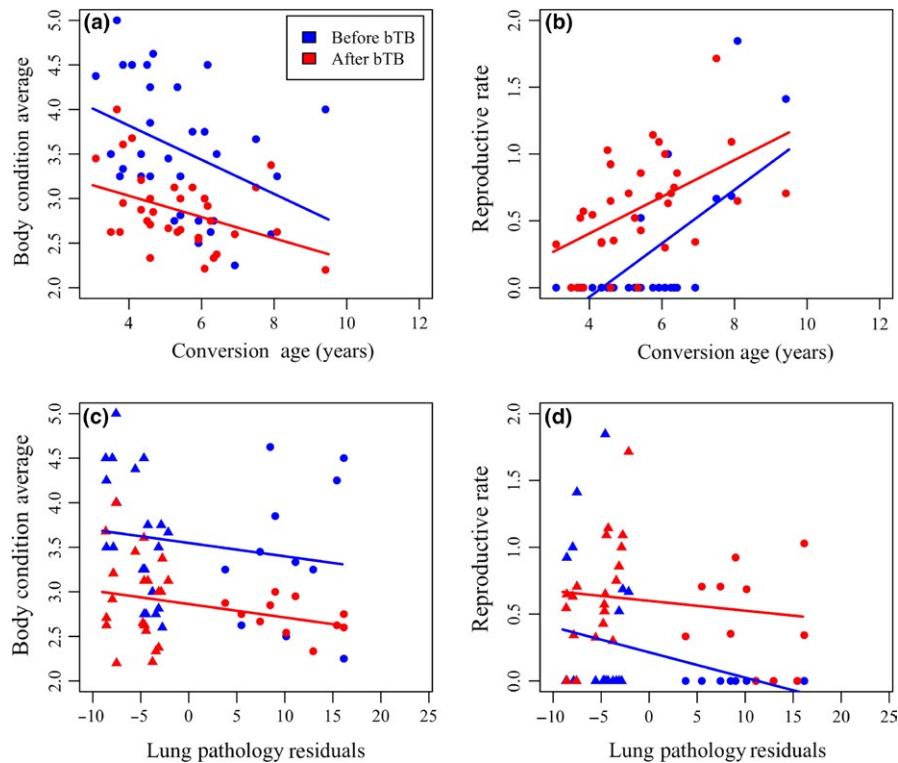 (a)
Before bTB
After bTB
Body condition average
5.0
4.5
4.0
3.5
3.0
2.5
2.0
4 6 8 10 12
Conversion age (years)
(b)
Reproductive rate
2.0
1.5
1.0
0.5
0.0
4 6 8 10 12
Conversion age (years)
(c)
Body condition average
5.0
4.5
4.0
3.5
3.0
2.5
2.0
−10 −5 0 5 10 15 20 25
Lung pathology residuals
(d)
Reproductive rate
2.0
1.5
1.0
0.5
0.0
−10 −5 0 5 10 15 20 25
Lung pathology residuals